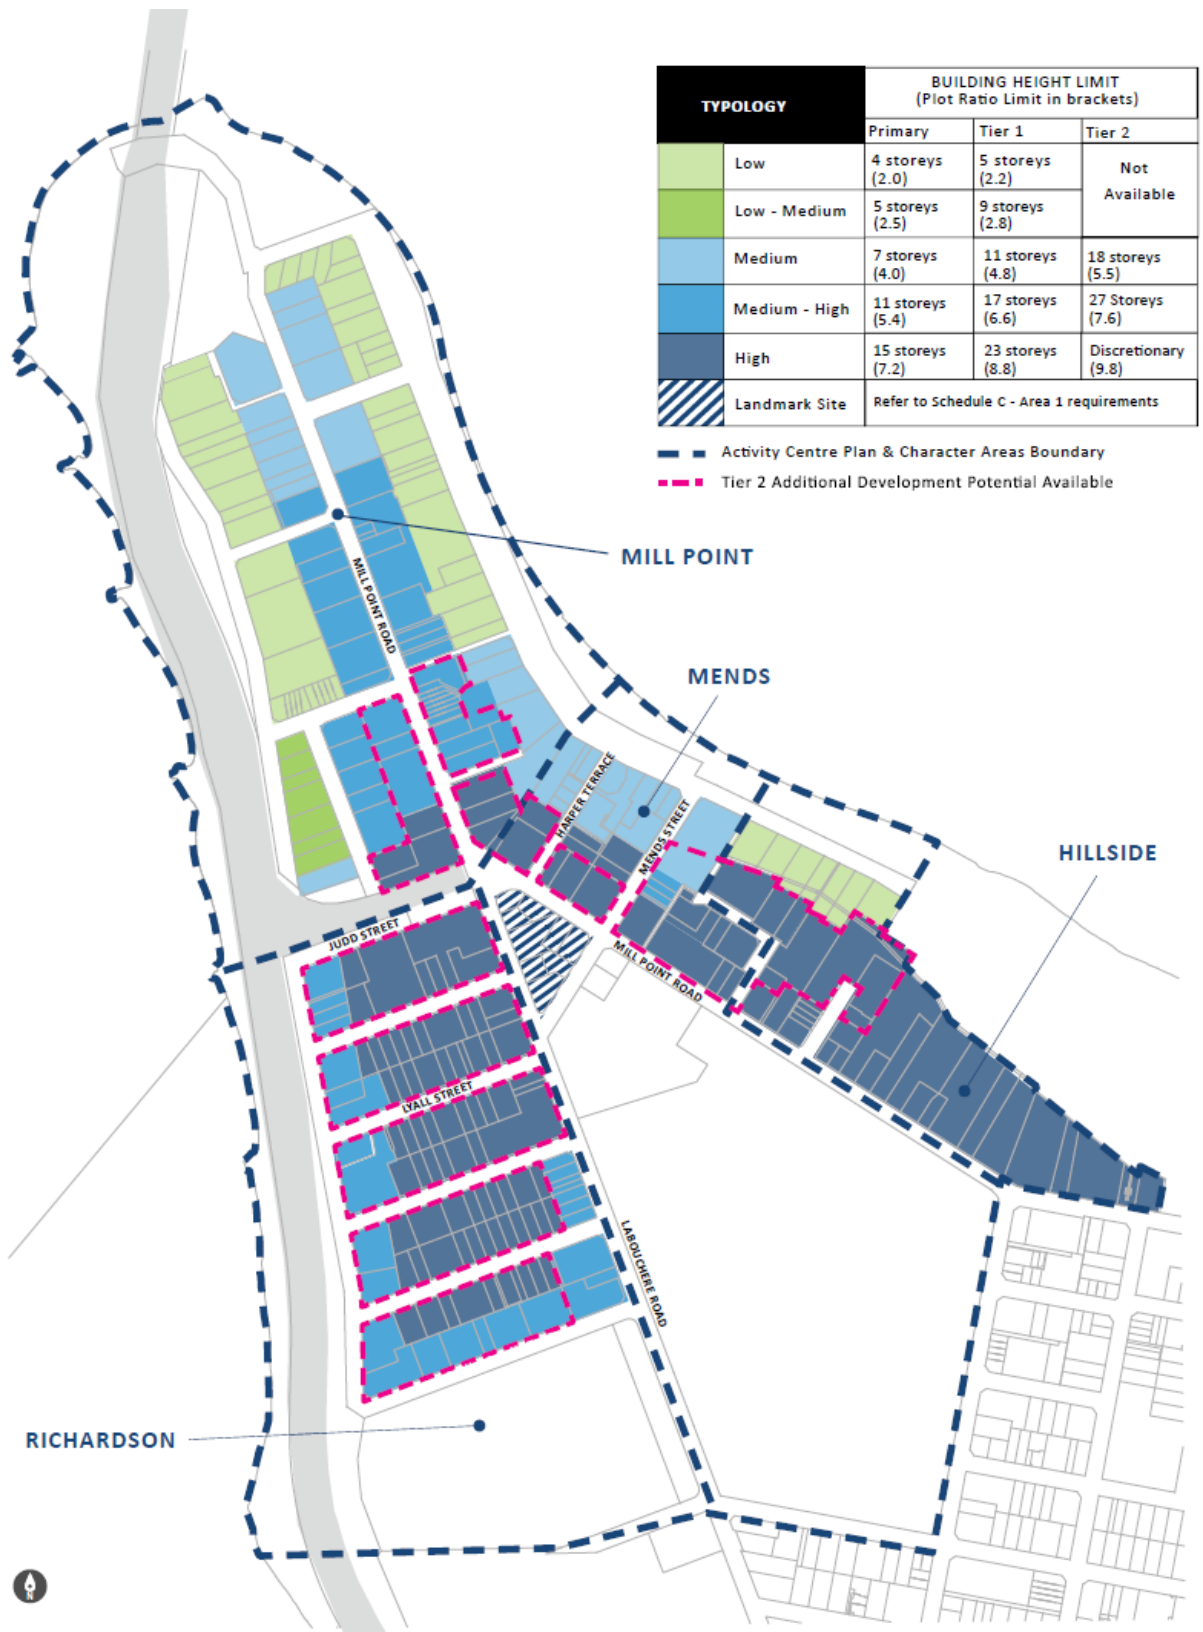 TYPOLOGY
BUILDING HEIGHT LIMIT
(Plot Ratio Limit in brackets)
Primary
Tier 1
Tier 2
Low
4 storeys
(2.0)
5 storeys
(2.2)
Not
Available
Low - Medium
5 storeys
(2.5)
9 storeys
(2.8)
Medium
7 storeys
(4.0)
11 storeys
(4.8)
18 storeys
(5.5)
Medium - High
11 storeys
(5.4)
17 storeys
(6.6)
27 Storeys
(7.6)
High
15 storeys
(7.2)
23 storeys
(8.8)
Discretionary
(9.8)
Landmark Site
Refer to Schedule C - Area 1 requirements
Activity Centre Plan & Character Areas Boundary
Tier 2 Additional Development Potential Available
MILL POINT
MILL POINT ROAD
MENDS
HARPER TERRACE
MENDS STREET
HILLSIDE
JUDD STREET
MILL POINT ROAD
LYALL STREET
LABOUCHERE ROAD
RICHARDSON
N